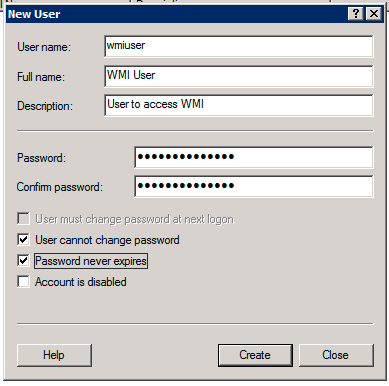 New User
User name: wmiuser
Full name: WMI User
Description: User to access WMI
Password: ●●●●●●●●●●●●●●
Confirm password: ●●●●●●●●●●●●●●
User must change password at next logon
User cannot change password
Password never expires
Account is disabled
Help Create Close